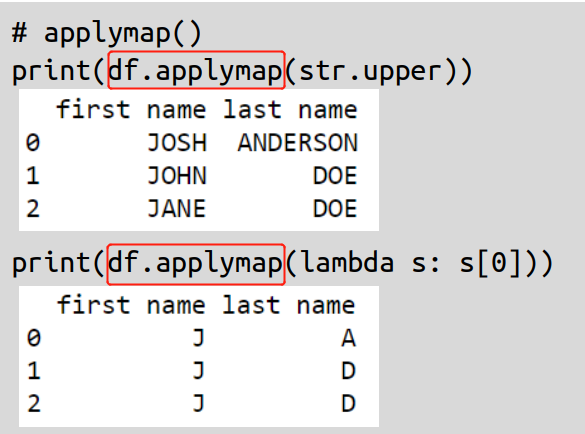 # applymap()
print(df.applymap(str.upper))
first name last name
0 JOSH ANDERSON
1 JOHN DOE
2 JANE DOE
print(df.applymap(lambda s: s[0]))
first name last name
0 J A
1 J D
2 J D